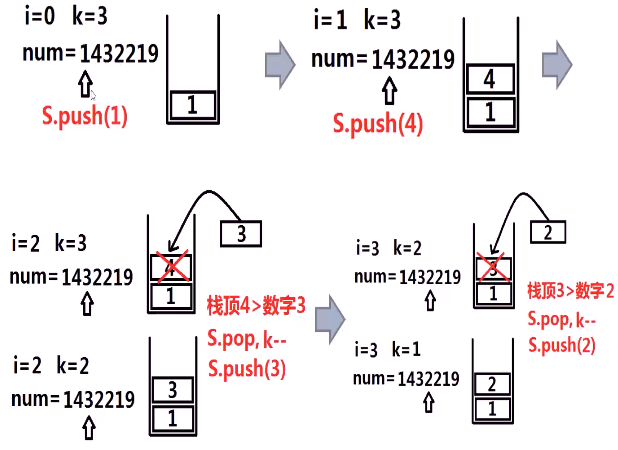 i=0 k=3
num=1432219
S.push(1)
1
i=1 k=3
num=1432219
S.push(4)
4
1
i=2 k=3
num=1432219
3
4
1
栈顶4>数字3
S.pop, k--
S.push(3)
i=2 k=2
num=1432219
3
1
i=3 k=2
num=1432219
2
3
1
栈顶3>数字2
S.pop, k--
S.push(2)
i=3 k=1
num=1432219
2
1